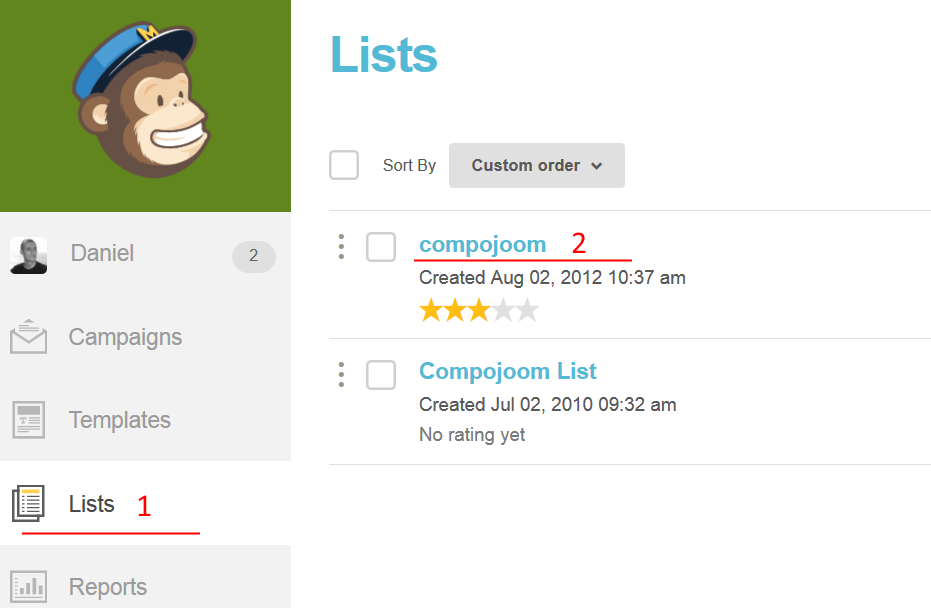 M
Daniel
2
Campaigns
Templates
Lists 1
Reports
Lists
Sort By Custom order
compojoom 2
Created Aug 02, 2012 10:37 am
Compojoom List
Created Jul 02, 2010 09:32 am
No rating yet